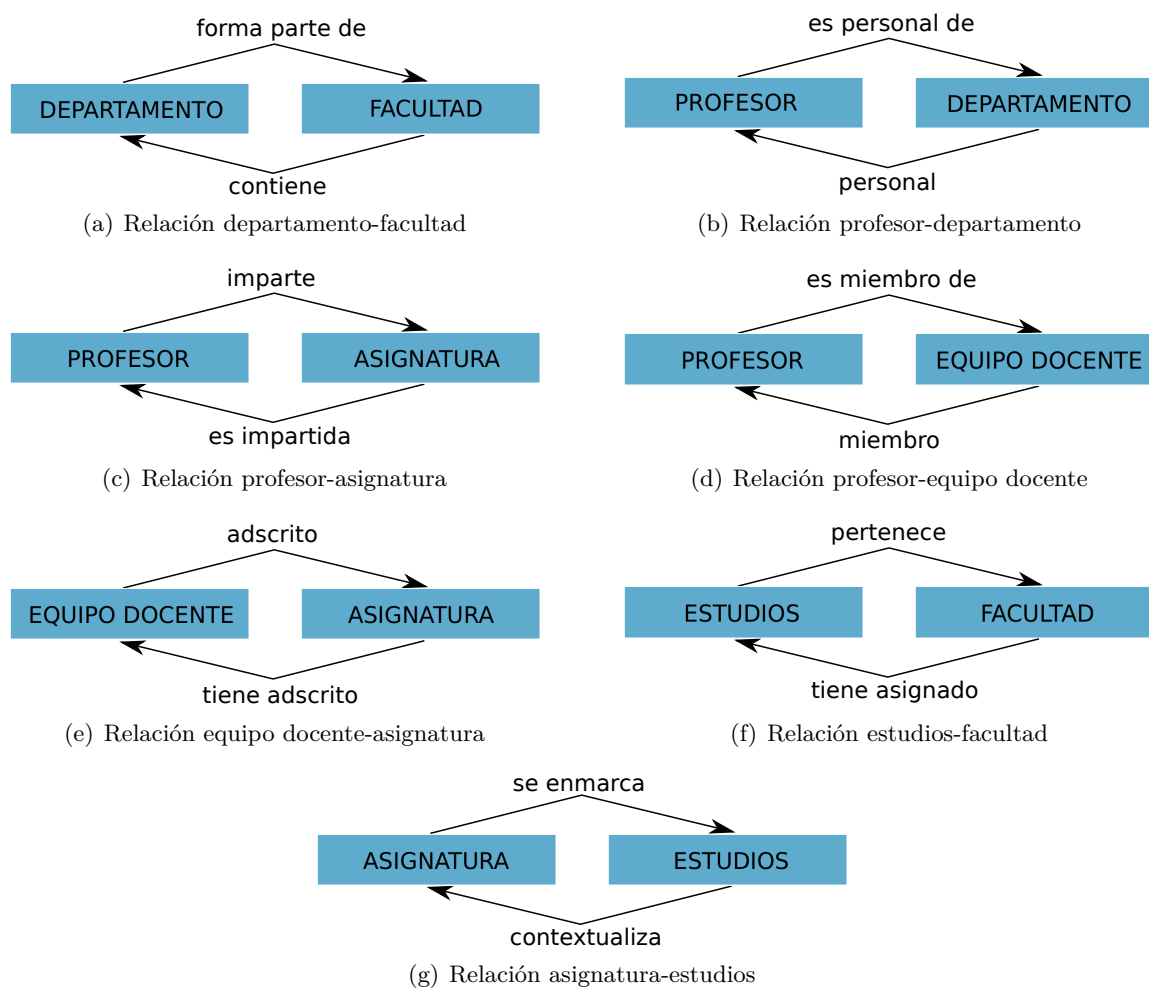 forma parte de
DEPARTAMENTO
FACULTAD
contiene
(a) Relación departamento-facultad
es personal de
PROFESOR
DEPARTAMENTO
personal
(b) Relación profesor-departamento
imparte
PROFESOR
ASIGNATURA
es impartida
(c) Relación profesor-asignatura
es miembro de
PROFESOR
EQUIPO DOCENTE
miembro
(d) Relación profesor-equipo docente
adscrito
EQUIPO DOCENTE
ASIGNATURA
tiene adscrito
(e) Relación equipo docente-asignatura
pertenece
ESTUDIOS
FACULTAD
tiene asignado
(f) Relación estudios-facultad
se enmarca
ASIGNATURA
ESTUDIOS
contextualiza
(g) Relación asignatura-estudios